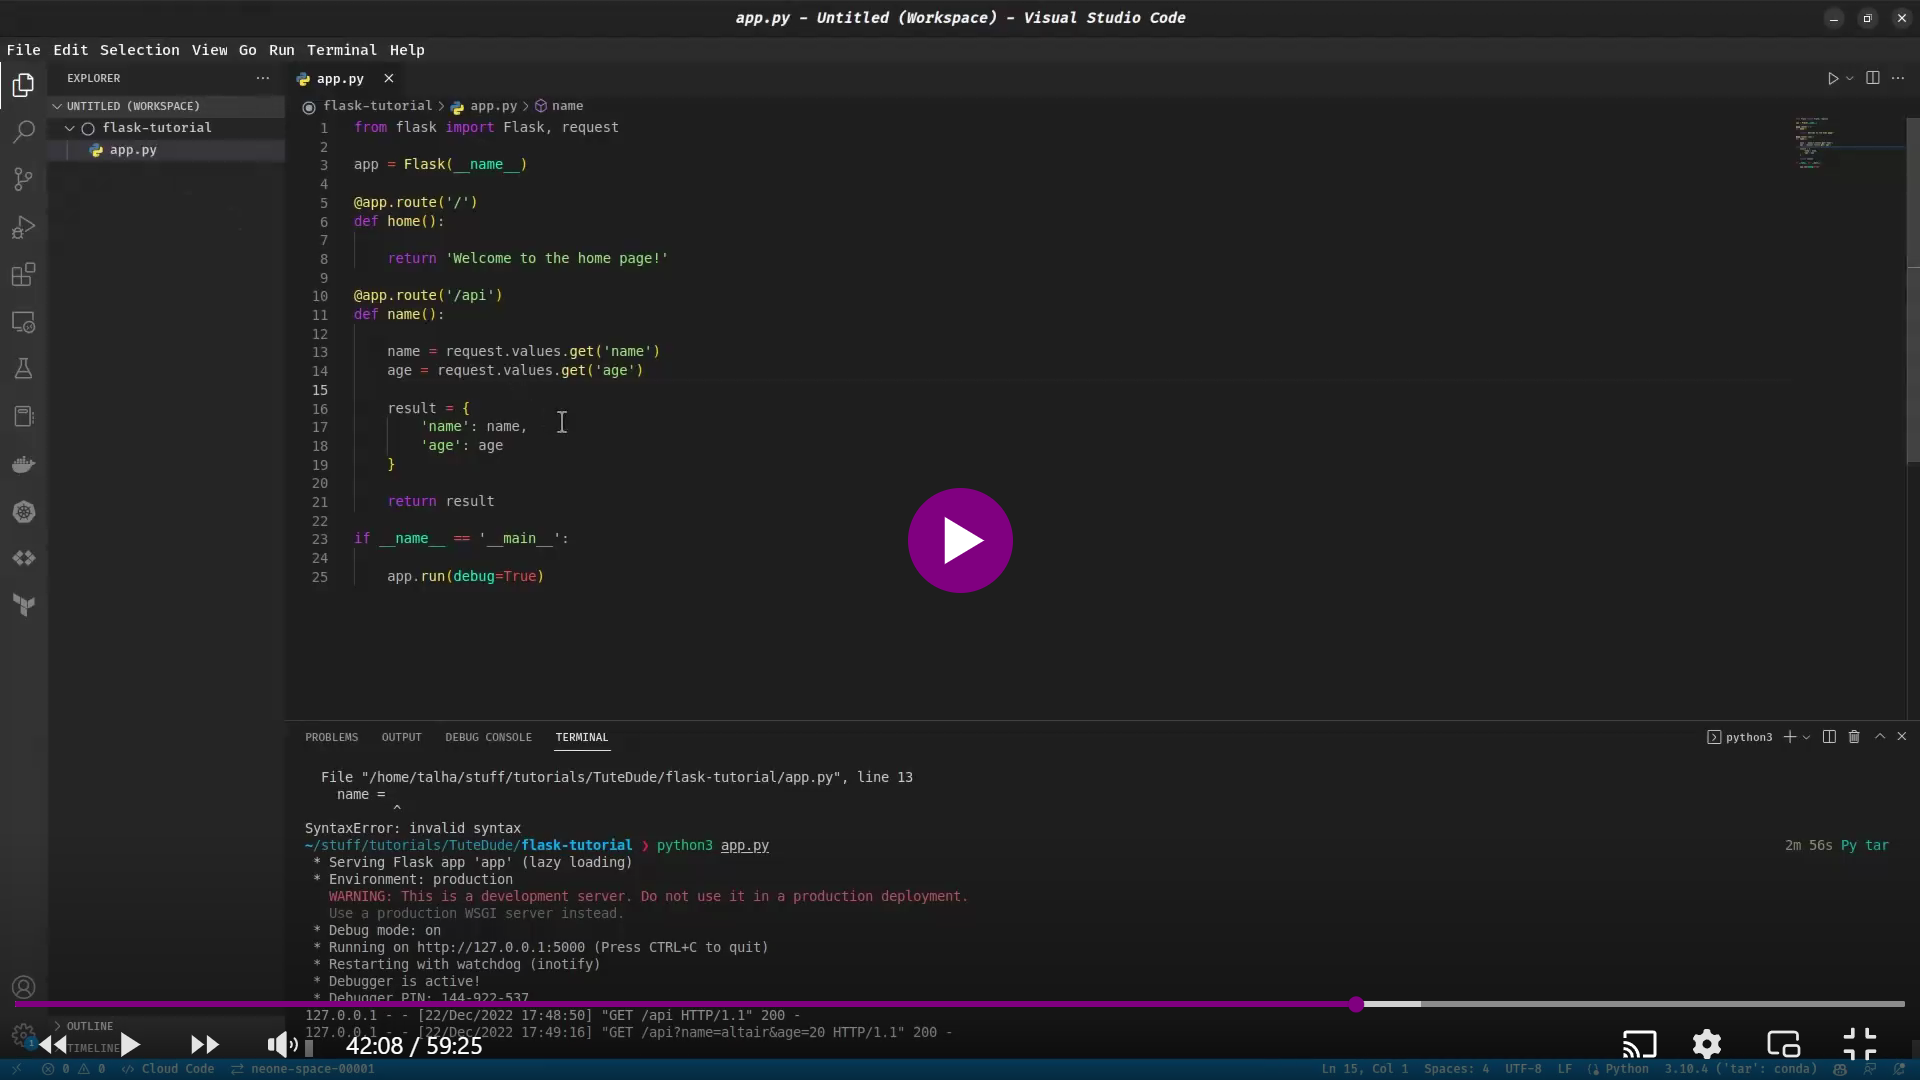 app.py - Untitled (Workspace) - Visual Studio Code
File Edit Selection View Go Run Terminal Help
EXPLORER
UNTITLED (WORKSPACE)
flask-tutorial
app.py
app.py
flask-tutorial > app.py > name
1 from flask import Flask, request
2
3 app = Flask(__name__)
4
5 @app.route('/')
6 def home():
7
8     return 'Welcome to the home page!'
9
10 @app.route('/api')
11 def name():
12
13     name = request.values.get('name')
14     age = request.values.get('age')
15
16     result = {
17         'name': name,
18         'age': age
19     }
20
21     return result
22
23 if __name__ == '__main__':
24
25     app.run(debug=True)
PROBLEMS OUTPUT DEBUG CONSOLE TERMINAL
python3
File "/home/talha/stuff/tutorials/TuteDude/flask-tutorial/app.py", line 13
name =
^
SyntaxError: invalid syntax
~/stuff/tutorials/TuteDude/flask-tutorial ❯ python3 app.py 2m 56s Py tar
* Serving Flask app 'app' (lazy loading)
* Environment: production
WARNING: This is a development server. Do not use it in a production deployment.
Use a production WSGI server instead.
* Debug mode: on
* Running on http://127.0.0.1:5000 (Press CTRL+C to quit)
* Restarting with watchdog (inotify)
* Debugger is active!
* Debugger PIN: 144-922-537
127.0.0.1 - - [22/Dec/2022 17:48:50] "GET /api HTTP/1.1" 200 -
127.0.0.1 - - [22/Dec/2022 17:49:16] "GET /api?name=altair&age=20 HTTP/1.1" 200 -
OUTLINE
TIMELINE
1
42:08 / 59:25
0 0 Cloud Code neone-space-00001 Ln 15, Col 1 Spaces: 4 UTF-8 LF Python 3.10.4 ('tar': conda)